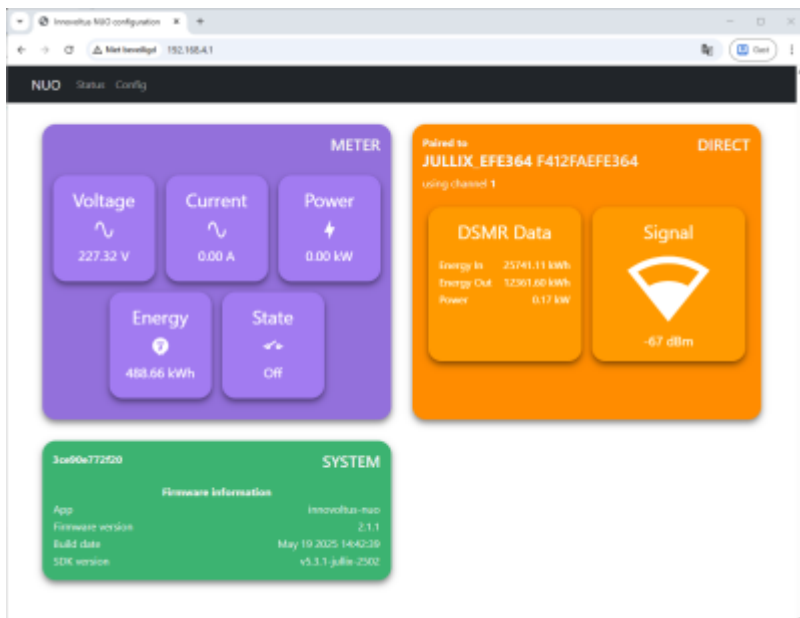 Innovoltus NUO configuration
Niet beveiligd 192.168.4.1
Gast
NUO Status Config
METER
Voltage
227.32 V
Current
0.00 A
Power
0.00 kW
Energy
488.66 kWh
State
Off
Paired to
DIRECT
JULLIX_EFE364 F412FAEFE364
using channel 1
DSMR Data
Energy In 25741.11 kWh
Energy Out 12361.60 kWh
Power 0.17 kW
Signal
-67 dBm
3ce90e772f20
SYSTEM
Firmware information
App innovoltus-nuo
Firmware version 2.1.1
Build date May 19 2025 14:42:39
SDK version v5.3.1-jullix-2502